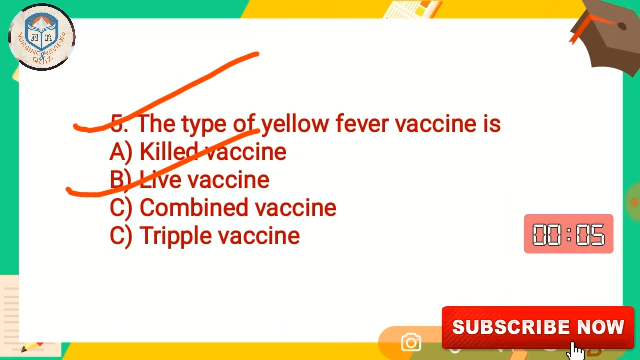 5. The type of yellow fever vaccine is
A) Killed vaccine
B) Live vaccine
C) Combined vaccine
C) Tripple vaccine
00:05
SUBSCRIBE NOW